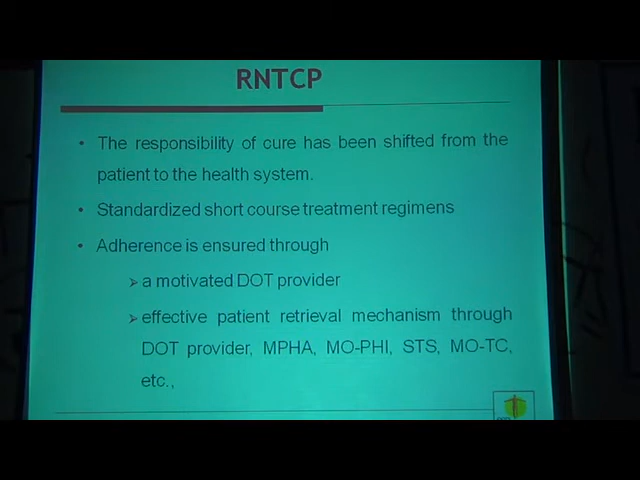 RNTCP
• The responsibility of cure has been shifted from the
patient to the health system.
• Standardized short course treatment regimens
• Adherence is ensured through
➢ a motivated DOT provider
➢ effective patient retrieval mechanism through
DOT provider, MPHA, MO-PHI, STS, MO-TC,
etc.,